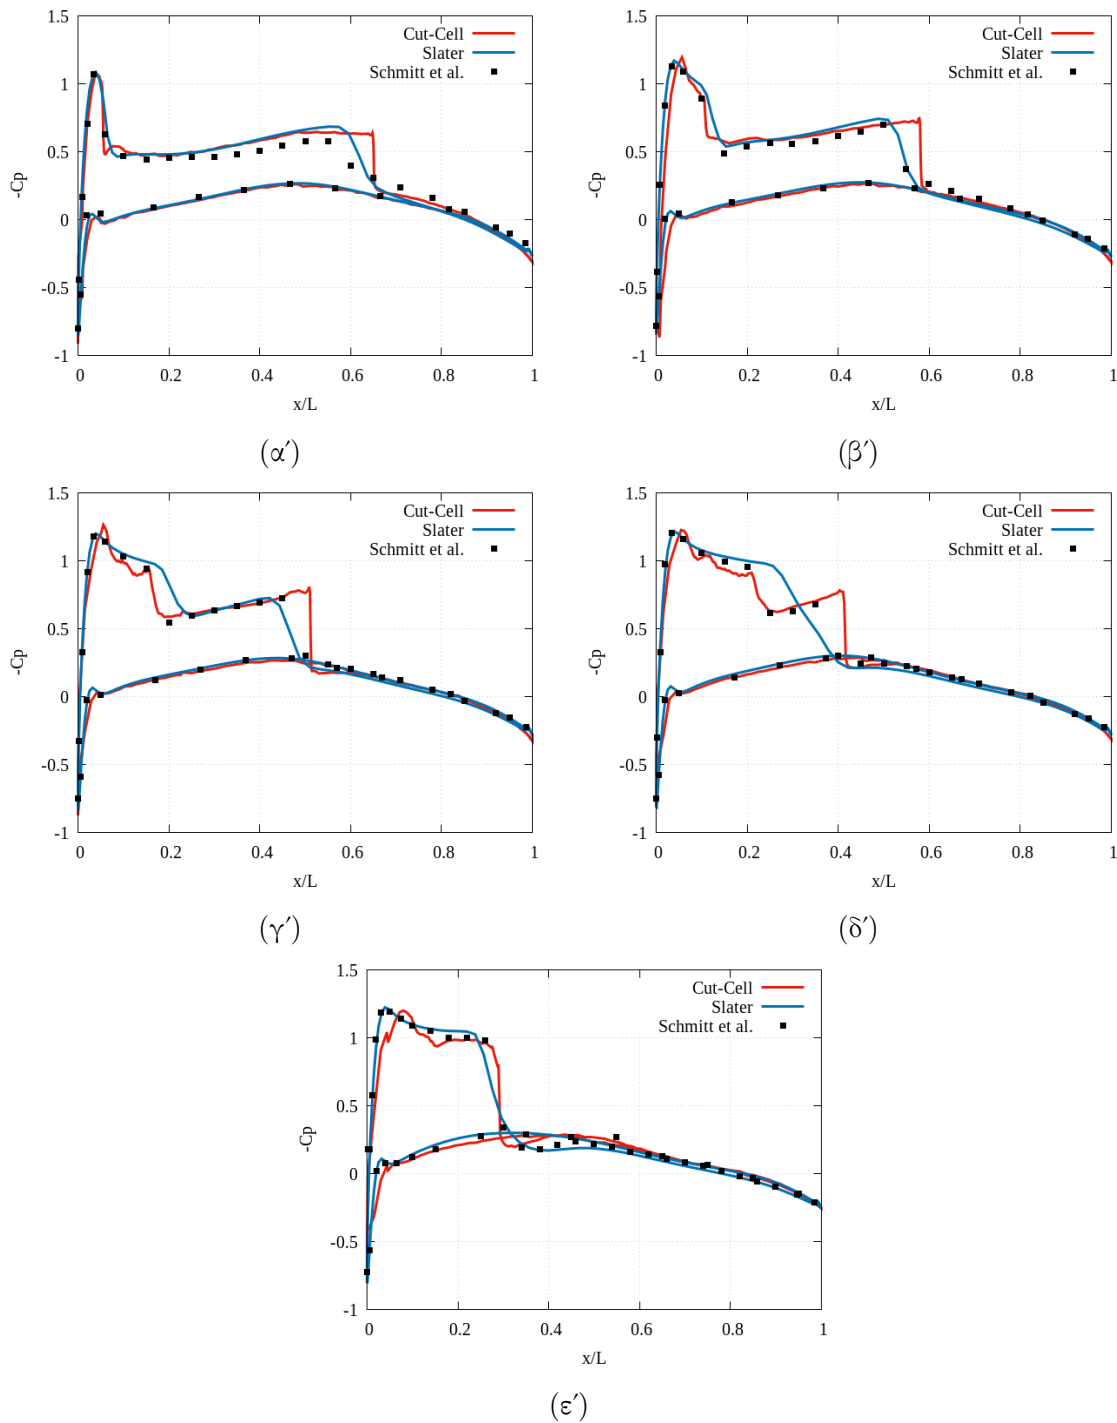 1.5
1
0.5
0
-0.5
-1
-Cp
Cut-Cell
Slater
Schmitt et al.
0 0.2 0.4 0.6 0.8 1
x/L
(α′)
1.5
1
0.5
0
-0.5
-1
-Cp
Cut-Cell
Slater
Schmitt et al.
0 0.2 0.4 0.6 0.8 1
x/L
(β′)
1.5
1
0.5
0
-0.5
-1
-Cp
Cut-Cell
Slater
Schmitt et al.
0 0.2 0.4 0.6 0.8 1
x/L
(γ′)
1.5
1
0.5
0
-0.5
-1
-Cp
Cut-Cell
Slater
Schmitt et al.
0 0.2 0.4 0.6 0.8 1
x/L
(δ′)
1.5
1
0.5
0
-0.5
-1
-Cp
Cut-Cell
Slater
Schmitt et al.
0 0.2 0.4 0.6 0.8 1
x/L
(ε′)